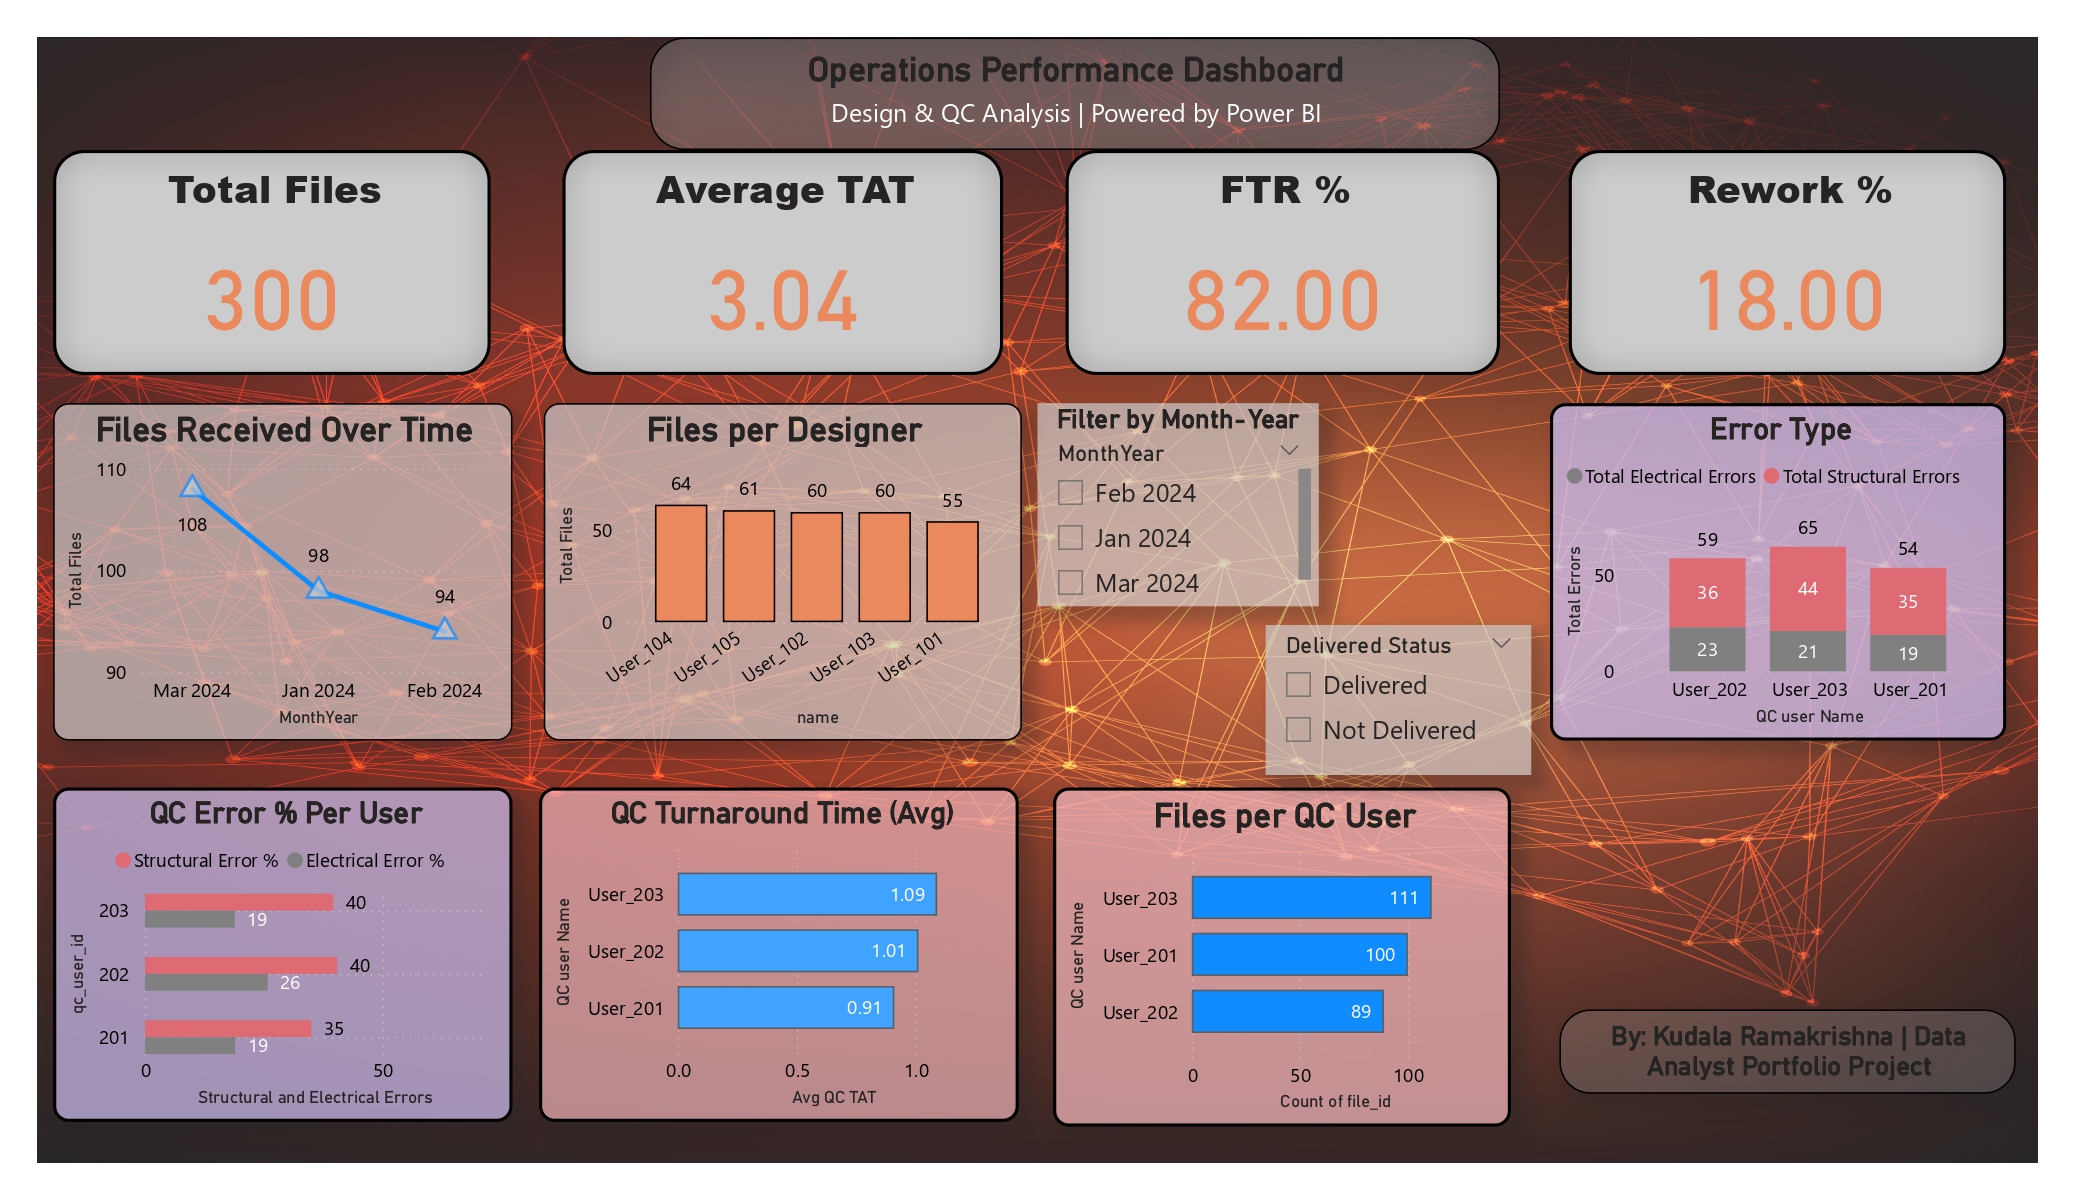 Operations Performance Dashboard
Design & QC Analysis | Powered by Power BI
Total Files
300
Average TAT
3.04
FTR %
82.00
Rework %
18.00
Files Received Over Time
Total Files
110
100
90
108
98
94
Mar 2024
Jan 2024
Feb 2024
MonthYear
Files per Designer
Total Files
50
0
64
61
60
60
55
User_104
User_105
User_102
User_103
User_101
name
Filter by Month-Year
MonthYear
Feb 2024
Jan 2024
Mar 2024
Delivered Status
Delivered
Not Delivered
Error Type
Total Electrical Errors
Total Structural Errors
Total Errors
50
0
59
36
23
65
44
21
54
35
19
User_202
User_203
User_201
QC user Name
QC Error % Per User
Structural Error %
Electrical Error %
qc_user_id
203
40
19
202
40
26
201
35
19
0
50
Structural and Electrical Errors
QC Turnaround Time (Avg)
QC user Name
User_203
1.09
User_202
1.01
User_201
0.91
0.0
0.5
1.0
Avg QC TAT
Files per QC User
QC user Name
User_203
111
User_201
100
User_202
89
0
50
100
Count of file_id
By: Kudala Ramakrishna | Data
Analyst Portfolio Project